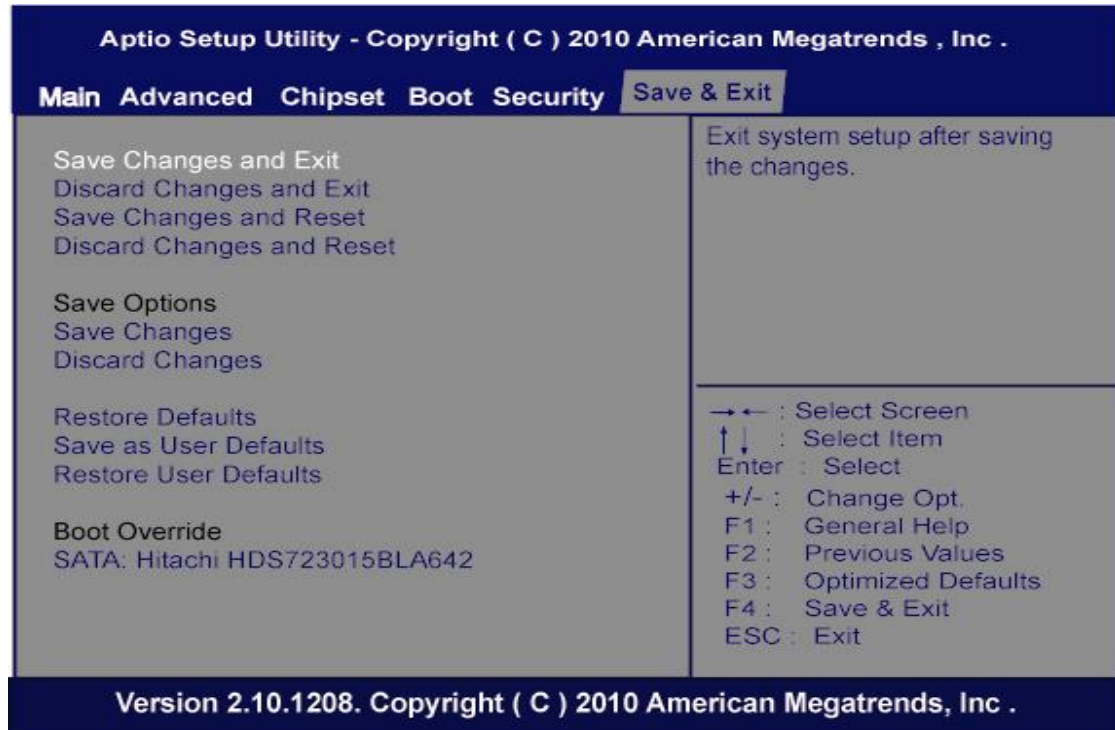 Aptio Setup Utility - Copyright ( C ) 2010 American Megatrends , Inc .
Main Advanced Chipset Boot Security Save & Exit
Save Changes and Exit
Discard Changes and Exit
Save Changes and Reset
Discard Changes and Reset
Save Options
Save Changes
Discard Changes
Restore Defaults
Save as User Defaults
Restore User Defaults
Boot Override
SATA: Hitachi HDS723015BLA642
Exit system setup after saving
the changes.
→← : Select Screen
↑↓ : Select Item
Enter : Select
+/- : Change Opt.
F1 : General Help
F2 : Previous Values
F3 : Optimized Defaults
F4 : Save & Exit
ESC : Exit
Version 2.10.1208. Copyright ( C ) 2010 American Megatrends, Inc .